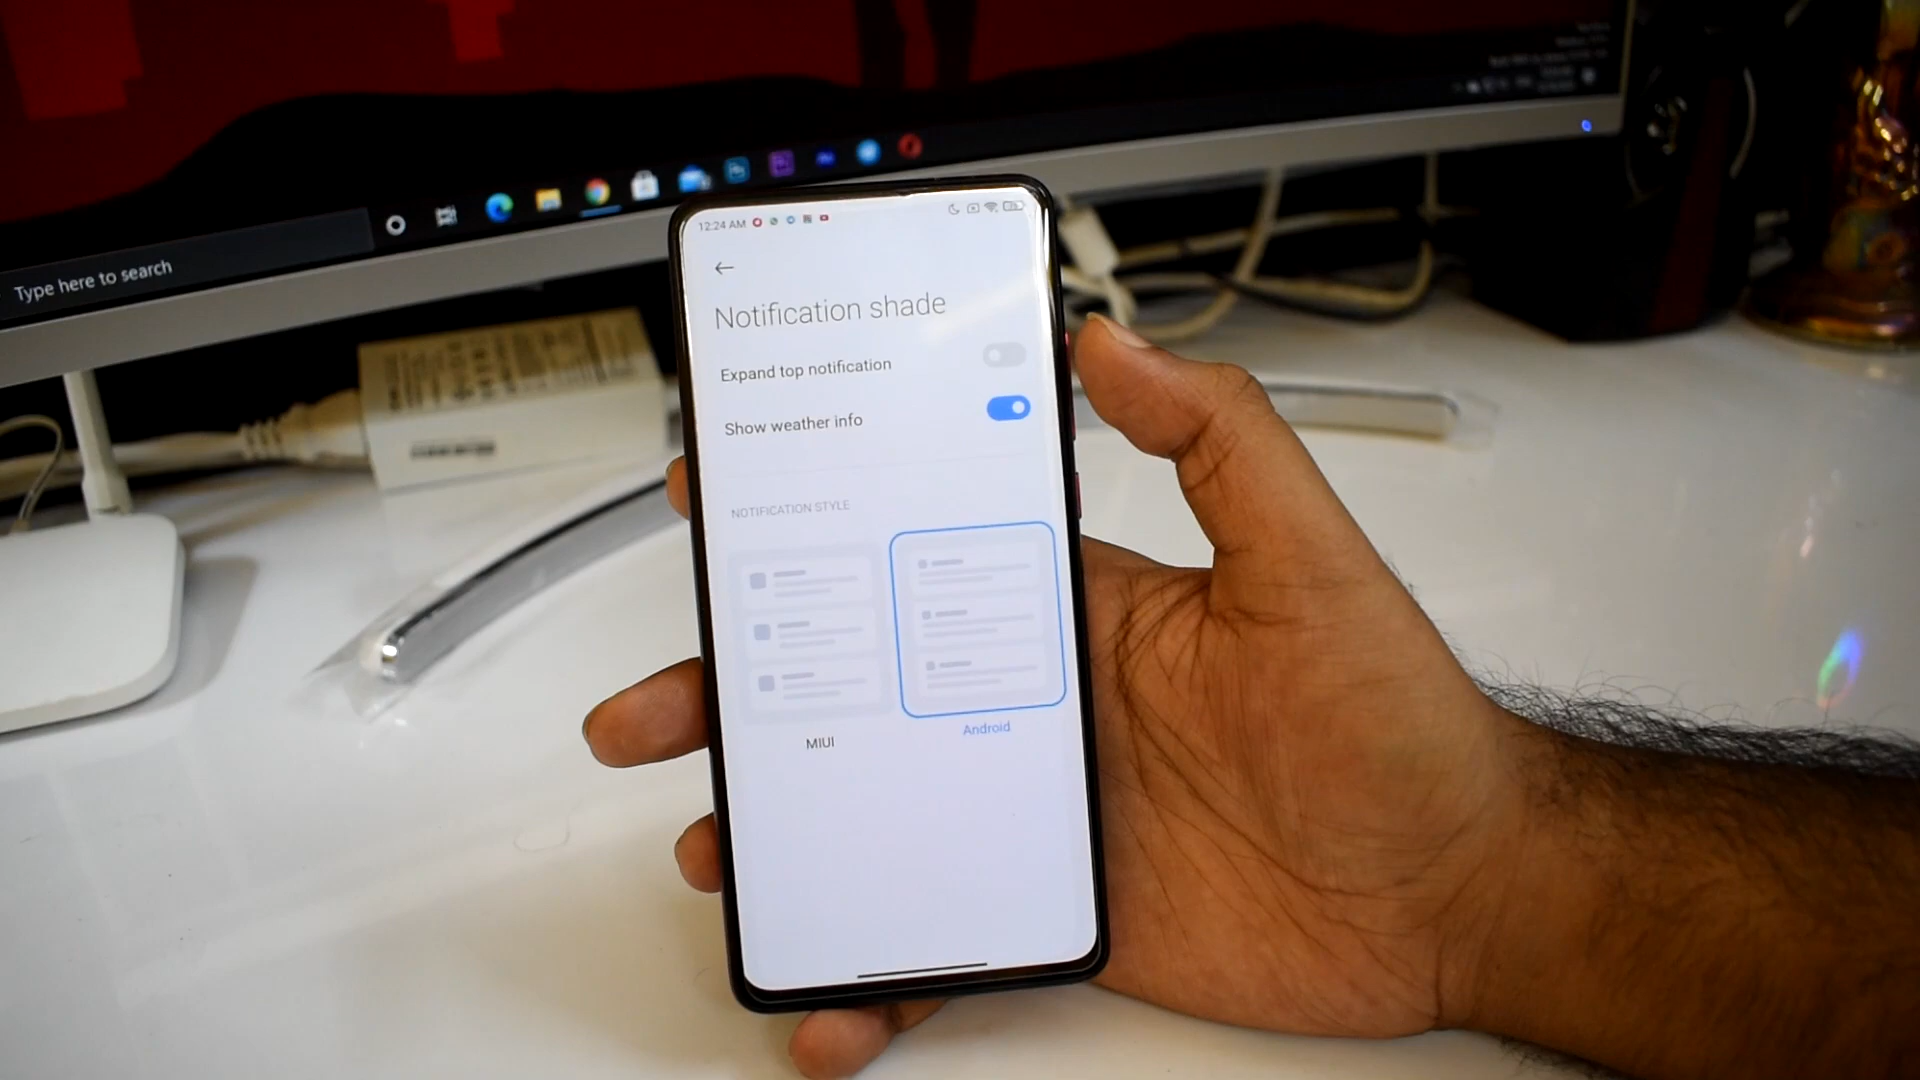 Type here to search
12:24 AM
Notification shade
Expand top notification
Show weather info
NOTIFICATION STYLE
MIUI
Android